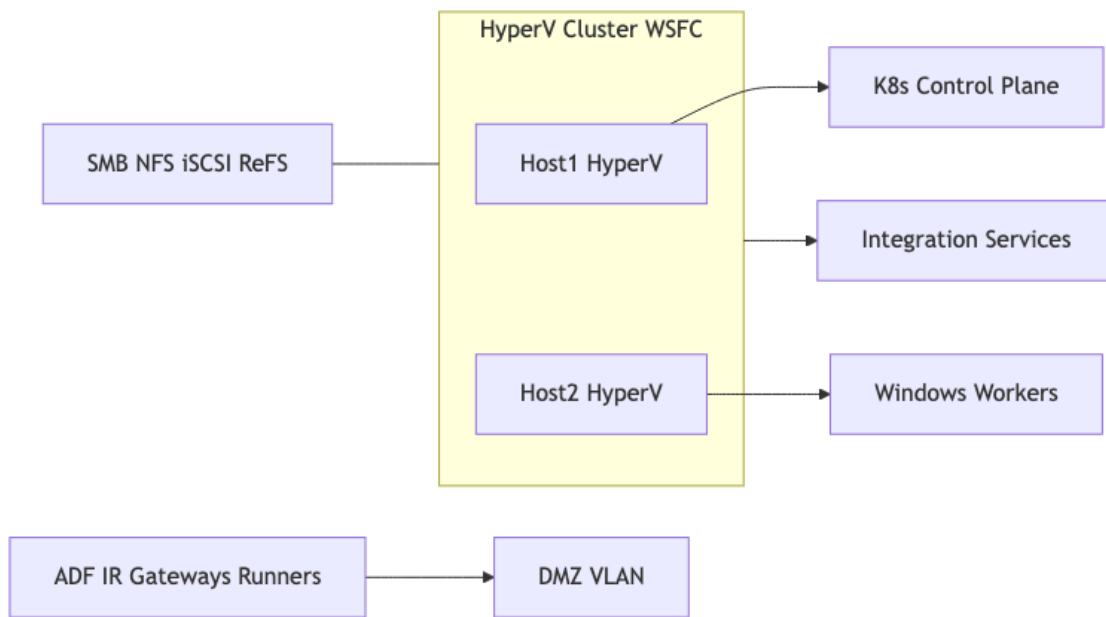 HyperV Cluster WSFC
K8s Control Plane
SMB NFS iSCSI ReFS
Host1 HyperV
Integration Services
Host2 HyperV
Windows Workers
ADF IR Gateways Runners
DMZ VLAN